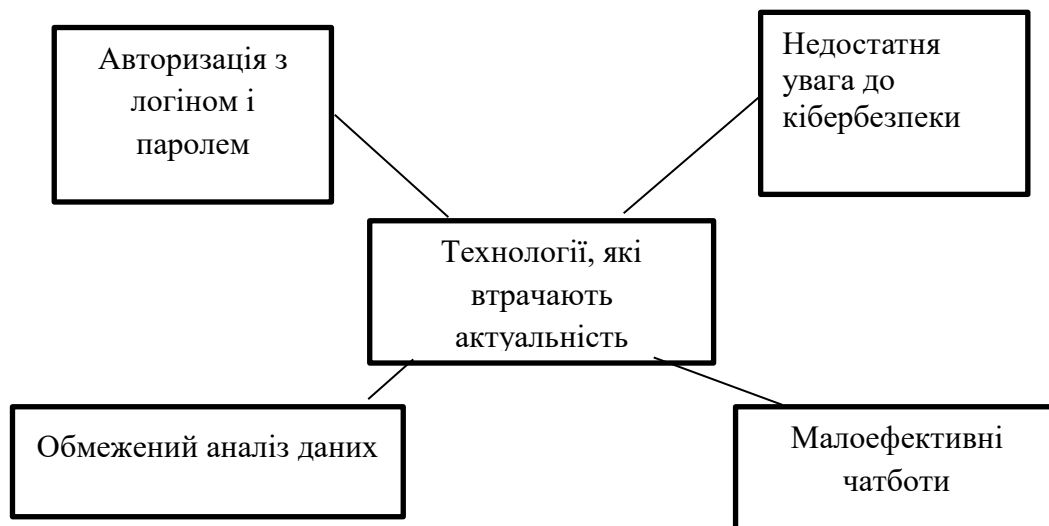 Авторизація з
логіном і
паролем
Недостатня
увага до
кібербезпеки
Технології, які
втрачають
актуальність
Обмежений аналіз даних
Малоефективні
чатботи